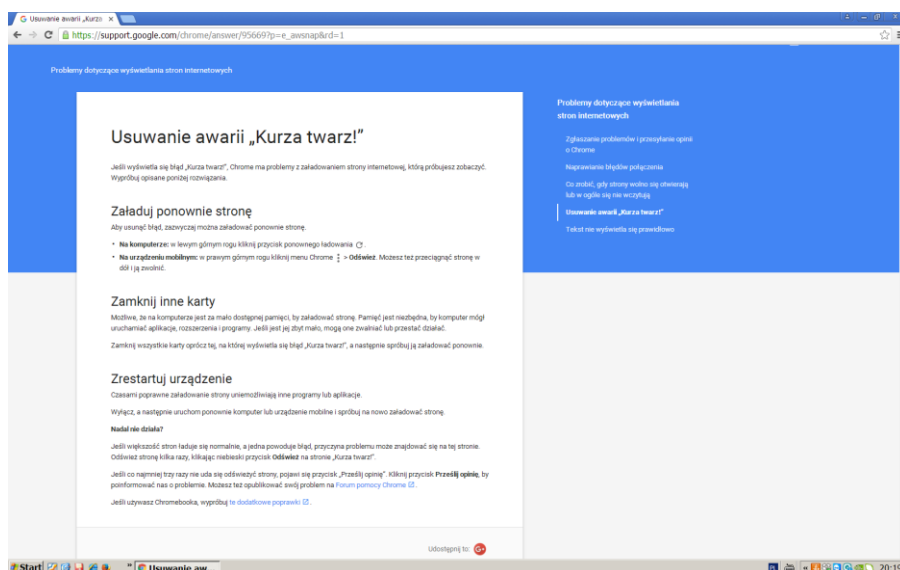 Usuwanie awarii „Kurza
https://support.google.com/chrome/answer/95669?p=e_awsnap&rd=1
Problemy dotyczące wyświetlania stron internetowych
Usuwanie awarii „Kurza twarz!”
Jeśli wyświetla się błąd „Kurza twarz!”, Chrome ma problemy z załadowaniem strony internetowej, którą próbujesz zobaczyć.
Wypróbuj opisane poniżej rozwiązania.
Załaduj ponownie stronę
Aby usunąć błąd, zazwyczaj można załadować ponownie stronę.
• Na komputerze: w lewym górnym rogu kliknij przycisk ponownego ładowania.
• Na urządzeniu mobilnym: w prawym górnym rogu kliknij menu Chrome > Odśwież. Możesz też przeciągnąć stronę w
dół i ją zwolnić.
Zamknij inne karty
Możliwe, że na komputerze jest za mało dostępnej pamięci, by załadować stronę. Pamięć jest niezbędna, by komputer mógł
uruchamiać aplikacje, rozszerzenia i programy. Jeśli jest jej zbyt mało, mogą one zwalniać lub przestać działać.
Zamknij wszystkie karty oprócz tej, na której wyświetla się błąd „Kurza twarz!”, a następnie spróbuj ją załadować ponownie.
Zrestartuj urządzenie
Czasami poprawne załadowanie strony uniemożliwiają inne programy lub aplikacje.
Wyłącz, a następnie uruchom ponownie komputer lub urządzenie mobilne i spróbuj na nowo załadować stronę.
Nadal nie działa?
Jeśli większość stron ładuje się normalnie, a jedna powoduje błąd, przyczyna problemu może znajdować się na tej stronie.
Odśwież stronę kilka razy, klikając niebieski przycisk Odśwież na stronie „Kurza twarz!”.
Jeśli co najmniej trzy razy nie uda się odświeżyć strony, pojawi się przycisk „Prześlij opinię”. Kliknij przycisk Prześlij opinię, by
poinformować nas o problemie. Możesz też opublikować swój problem na Forum pomocy Chrome.
Jeśli używasz Chromebooka, wypróbuj te dodatkowe poprawki.
Udostępnij to: G+
Problemy dotyczące wyświetlania
stron internetowych
Zgłaszanie problemów i przesyłanie opinii
o Chrome
Naprawianie błędów połączenia
Co zrobić, gdy strony wolno się otwierają
lub w ogóle się nie wczytują
Usuwanie awarii „Kurza twarz!”
Tekst nie wyświetla się prawidłowo
Start
Usuwanie aw...
20:19